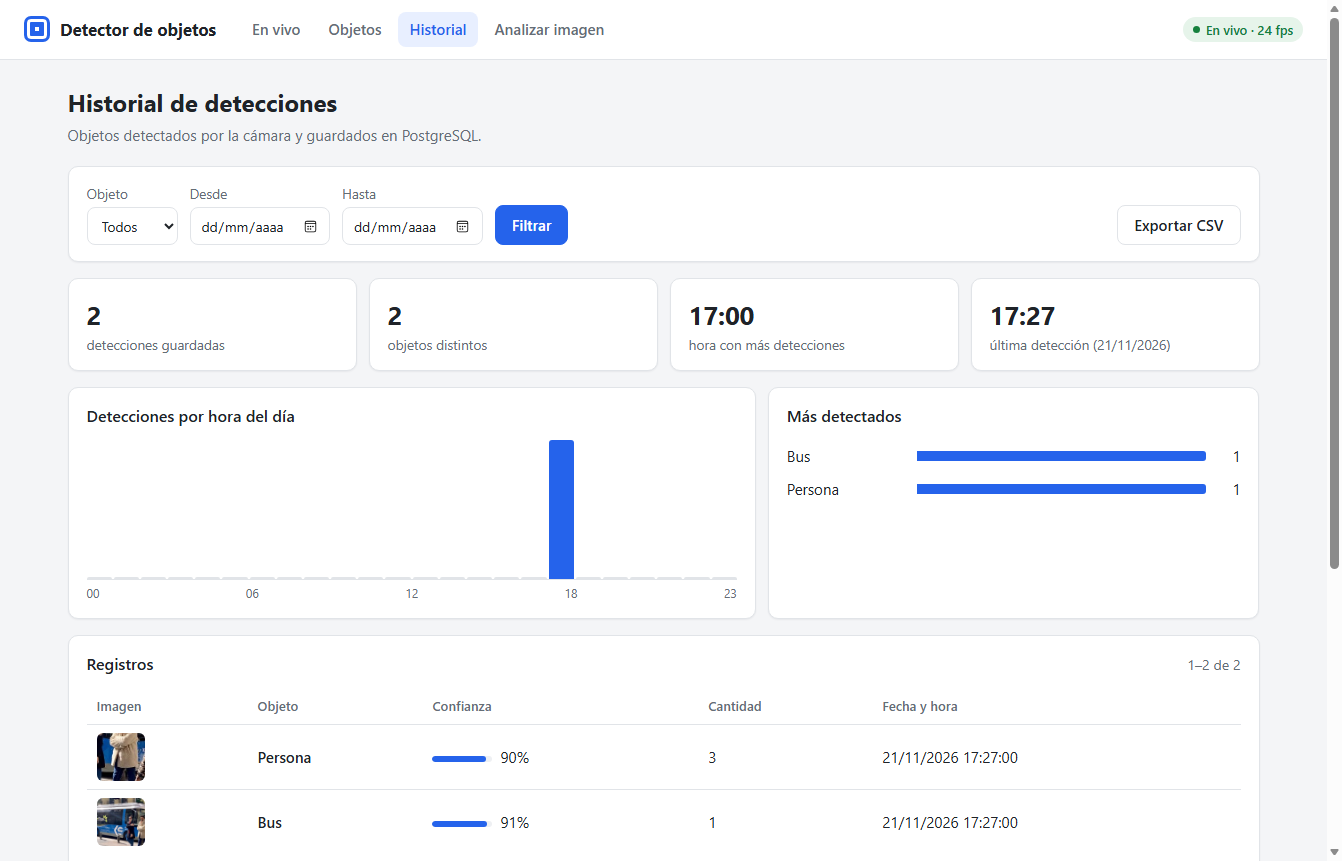 Detector de objetos En vivo Objetos Historial Analizar imagen En vivo · 24 fps
Historial de detecciones
Objetos detectados por la cámara y guardados en PostgreSQL.
Objeto Desde Hasta
Todos dd/mm/aaaa dd/mm/aaaa Filtrar Exportar CSV
2 2 17:00 17:27
detecciones guardadas objetos distintos hora con más detecciones última detección (21/11/2026)
Detecciones por hora del día
00 06 12 18 23
Más detectados
Bus 1
Persona 1
Registros 1–2 de 2
Imagen Objeto Confianza Cantidad Fecha y hora
Persona 90% 3 21/11/2026 17:27:00
Bus 91% 1 21/11/2026 17:27:00